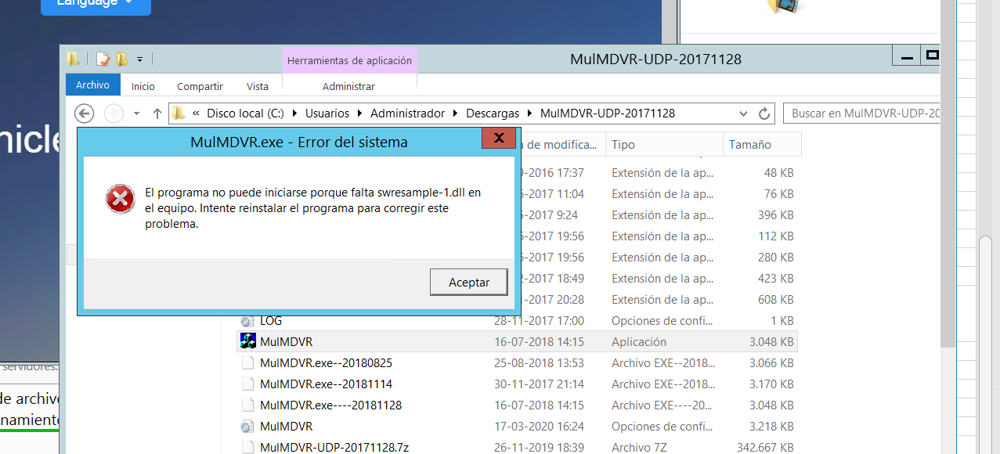 Language
MulMDVR-UDP-20171128
Herramientas de aplicación
Archivo
Inicio
Compartir
Vista
Administrar
« Disco local (C:) Usuarios Administrador Descargas MulMDVR-UDP-20171128
Buscar en MulMDVR-UDP-20
MulMDVR.exe - Error del sistema
El programa no puede iniciarse porque falta swresample-1.dll en
el equipo. Intente reinstalar el programa para corregir este
problema.
Aceptar
de modifica... Tipo Tamaño
-2016 17:37 Extensión de la ap... 48 KB
-2017 11:04 Extensión de la ap... 76 KB
-2017 9:24 Extensión de la ap... 396 KB
-2017 19:56 Extensión de la ap... 112 KB
-2017 19:56 Extensión de la ap... 280 KB
-2017 18:49 Extensión de la ap... 423 KB
-2017 20:28 Extensión de la ap... 608 KB
LOG 28-11-2017 17:00 Opciones de confi... 1 KB
MulMDVR 16-07-2018 14:15 Aplicación 3.048 KB
MulMDVR.exe--20180825 25-08-2018 13:53 Archivo EXE--2018... 3.066 KB
MulMDVR.exe--20181114 30-11-2017 21:14 Archivo EXE--2018... 3.170 KB
MulMDVR.exe----20181128 16-07-2018 14:15 Archivo EXE----20... 3.048 KB
MulMDVR 17-03-2020 16:24 Opciones de confi... 3.218 KB
MulMDVR-UDP-20171128.7z 26-11-2019 18:39 Archivo 7Z 342.667 KB
nicle
servidores.
de archivo
namiento